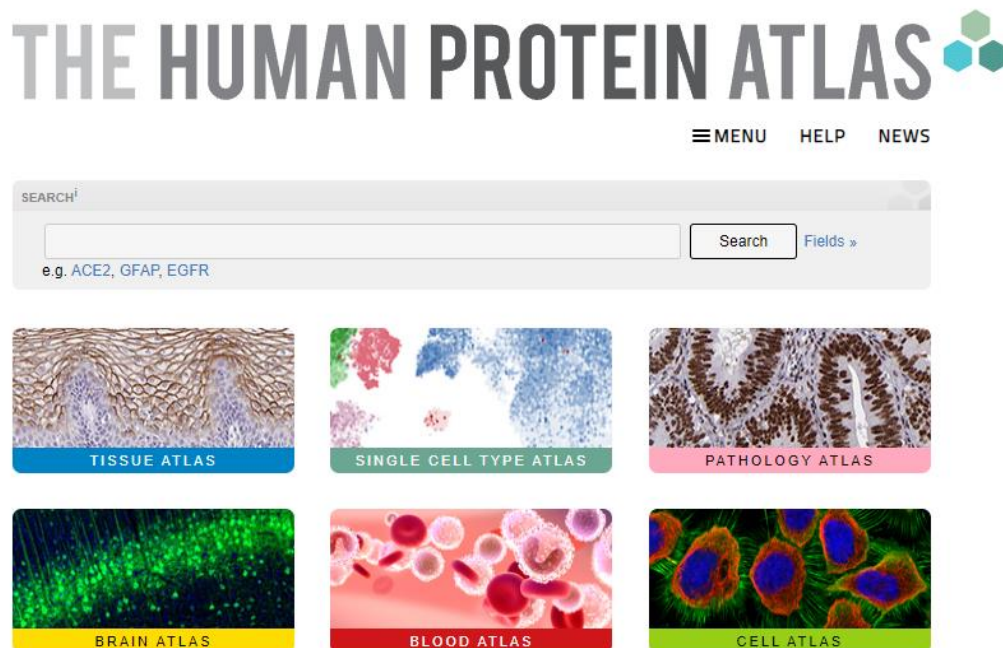 THE HUMAN PROTEIN ATLAS
MENU HELP NEWS
SEARCHi
Search Fields »
e.g. ACE2, GFAP, EGFR
TISSUE ATLAS
SINGLE CELL TYPE ATLAS
PATHOLOGY ATLAS
BRAIN ATLAS
BLOOD ATLAS
CELL ATLAS